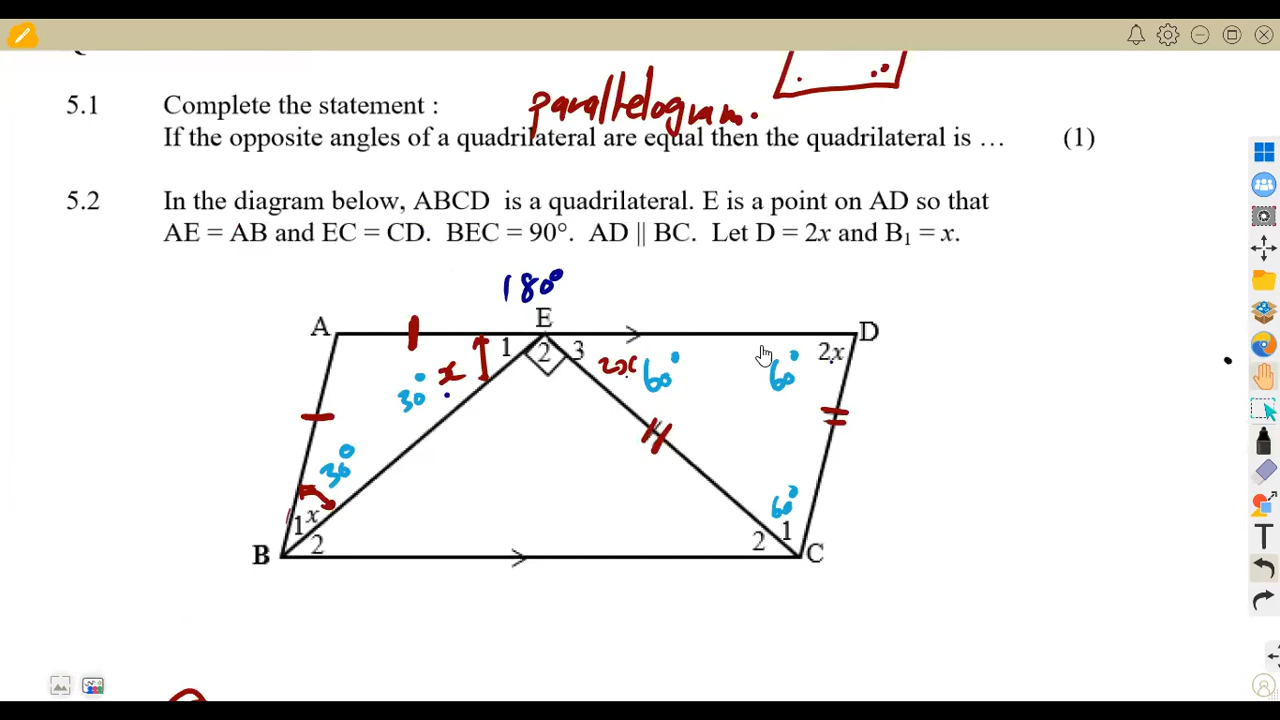 5.1 Complete the statement : parallelogram.
If the opposite angles of a quadrilateral are equal then the quadrilateral is … (1)
5.2 In the diagram below, ABCD is a quadrilateral. E is a point on AD so that
AE = AB and EC = CD. BEC = 90°. AD || BC. Let D = 2x and B₁ = x.
180°
A E D
1 2 3 2x
x 2x 60° 60°
30°
30°
60°
1 x
2 2 1
B C
T